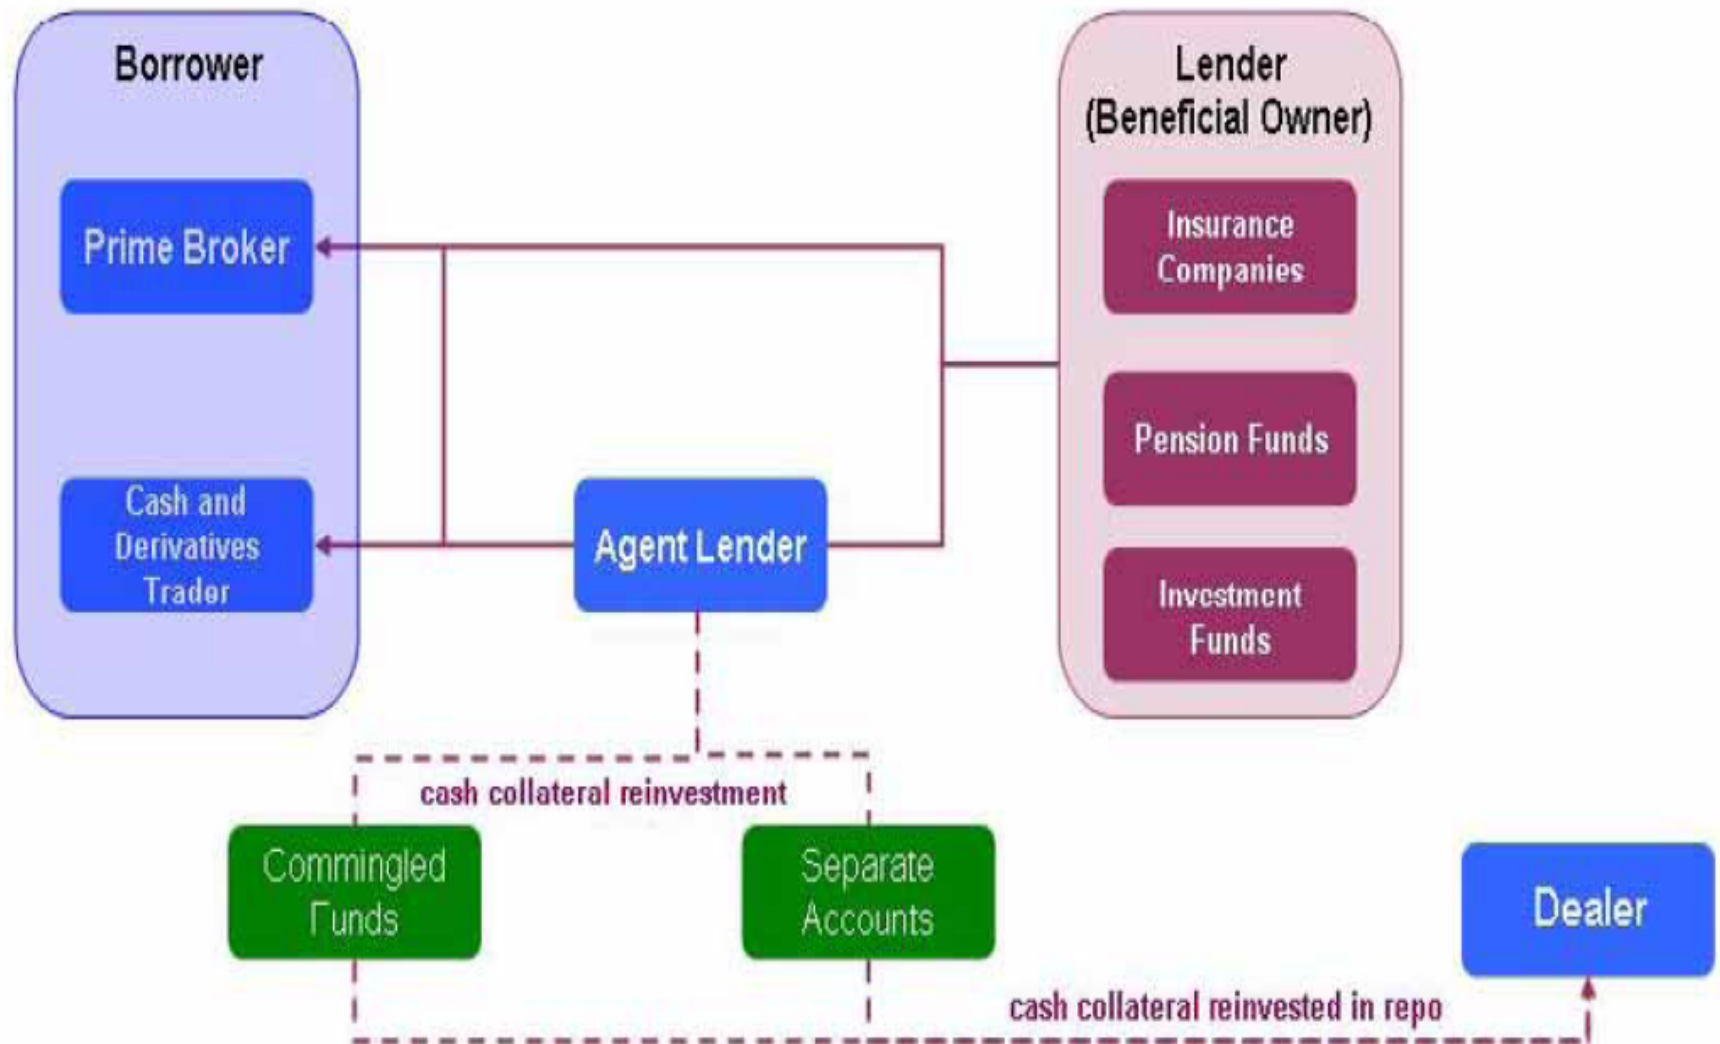 Borrower
Prime Broker
Cash and
Derivatives
Trader
Agent Lender
Lender
(Beneficial Owner)
Insurance
Companies
Pension Funds
Investment
Funds
cash collateral reinvestment
Commingled
Funds
Separate
Accounts
Dealer
cash collateral reinvested in repo